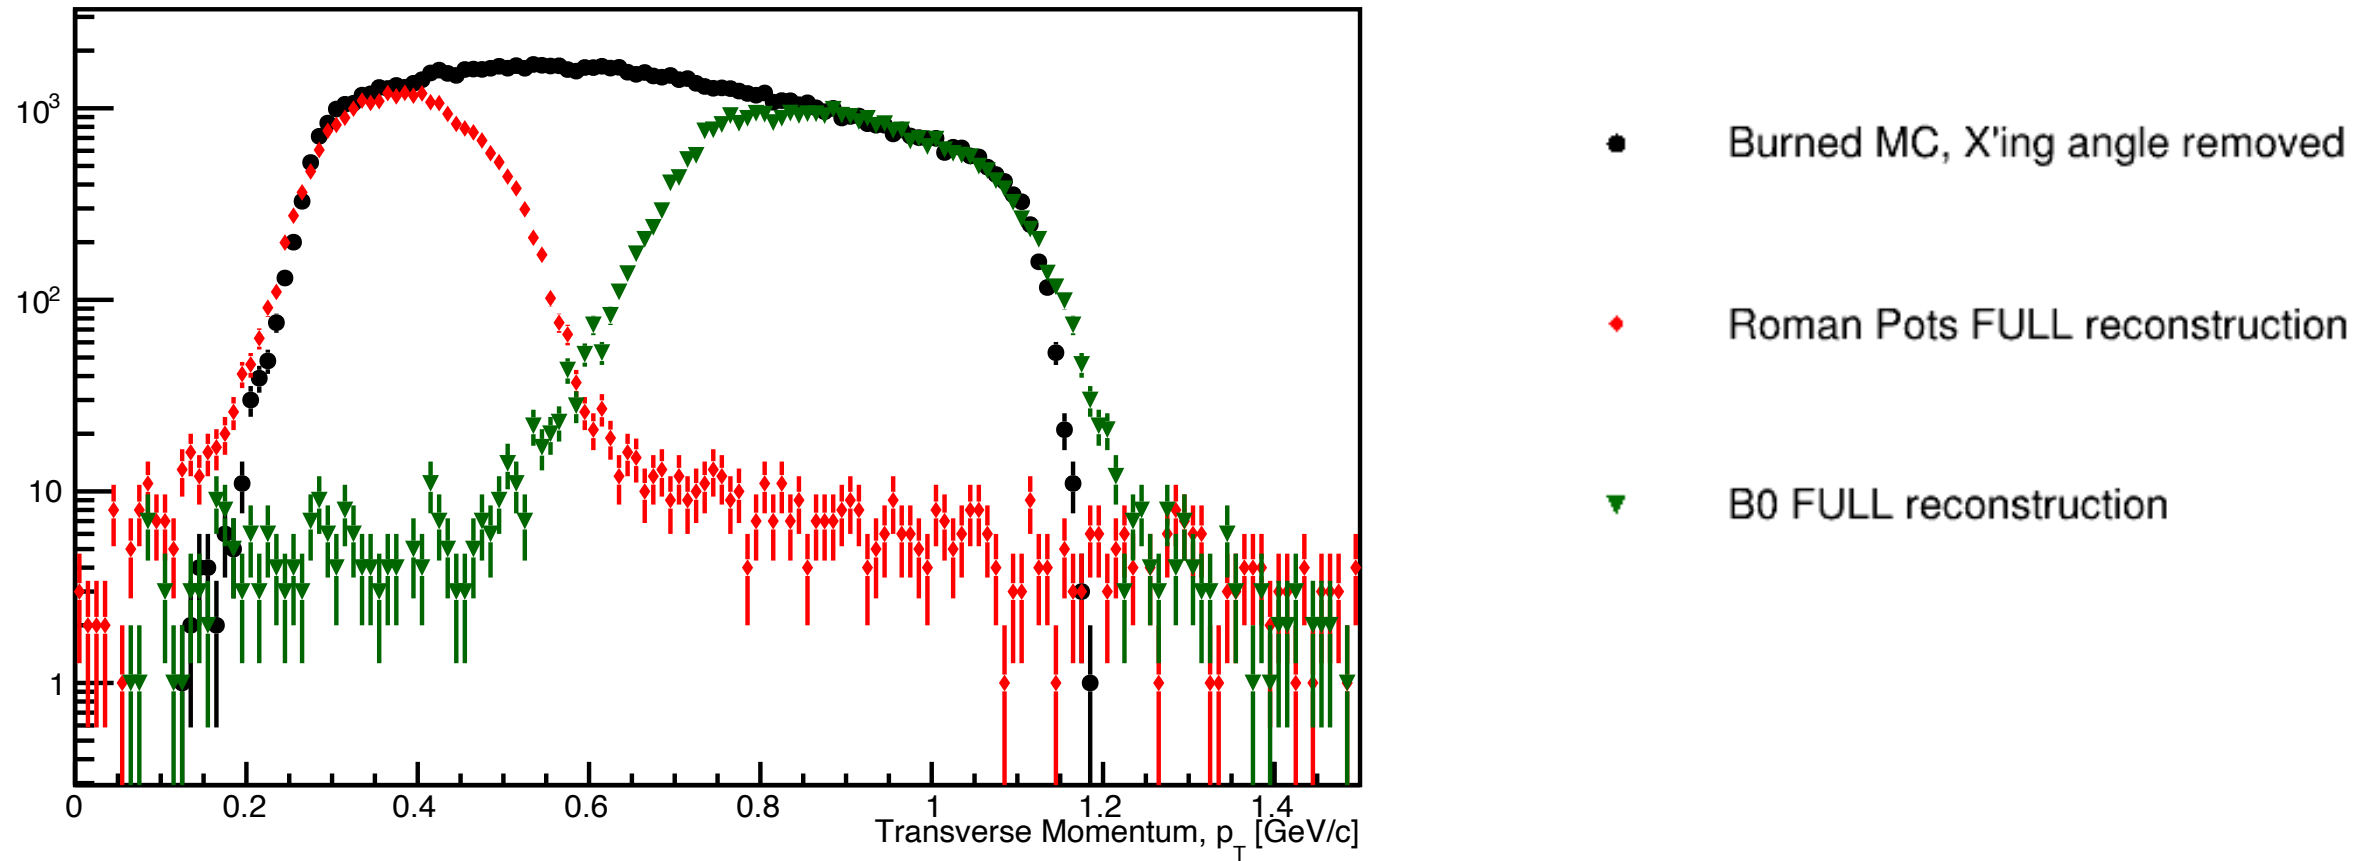 10³
10²
10
1
0 0.2 0.4 0.6 0.8 1 1.2 1.4
Transverse Momentum, p_T [GeV/c]
Burned MC, X'ing angle removed
Roman Pots FULL reconstruction
B0 FULL reconstruction